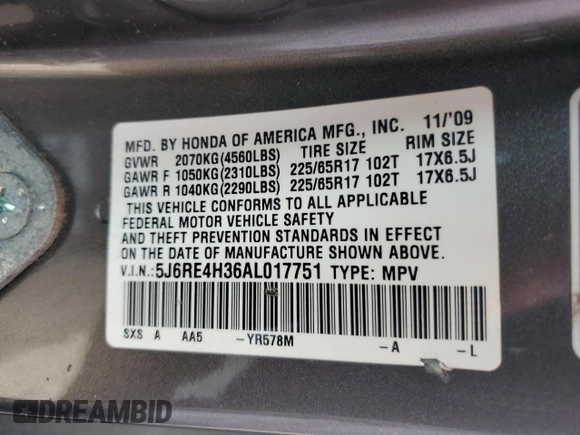 MFD. BY HONDA OF AMERICA MFG., INC. 11/'09
GVWR 2070KG(4560LBS) TIRE SIZE RIM SIZE
GAWR F 1050KG(2310LBS) 225/65R17 102T 17X6.5J
GAWR R 1040KG(2290LBS) 225/65R17 102T 17X6.5J
THIS VEHICLE CONFORMS TO ALL APPLICABLE
FEDERAL MOTOR VEHICLE SAFETY
AND THEFT PREVENTION STANDARDS IN EFFECT
ON THE DATE OF MANUFACTURE SHOWN ABOVE.
V.I.N.:5J6RE4H36AL017751 TYPE: MPV
SXS A AA5 -YR578M -A -L
DREAMBID